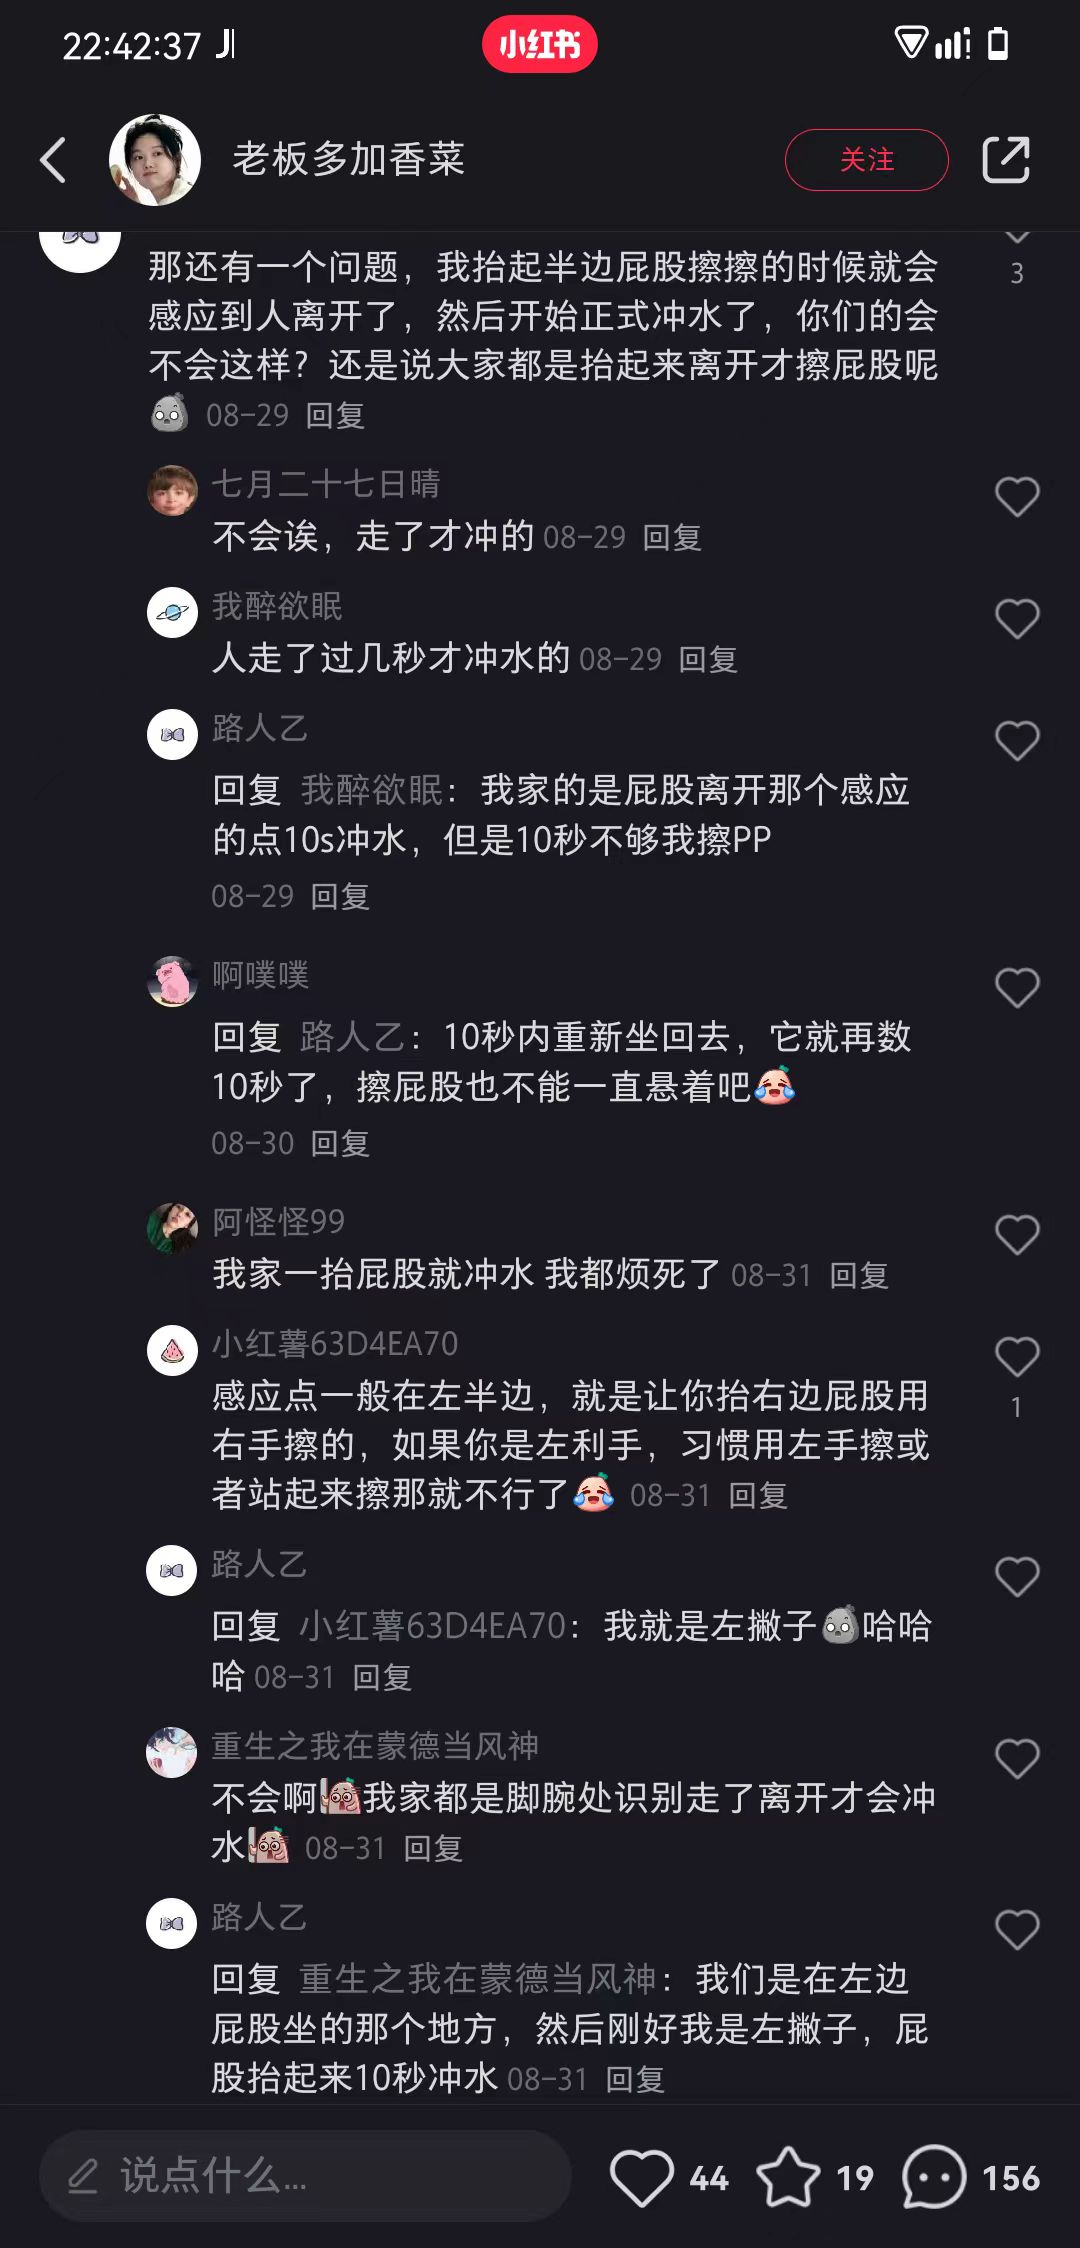 22:42:37
小红书
老板多加香菜
关注
那还有一个问题，我抬起半边屁股擦擦的时候就会
3
感应到人离开了，然后开始正式冲水了，你们的会
不会这样？还是说大家都是抬起来离开才擦屁股呢
08-29 回复
七月二十七日晴
不会诶，走了才冲的 08-29 回复
我醉欲眠
人走了过几秒才冲水的 08-29 回复
路人乙
回复 我醉欲眠：我家的是屁股离开那个感应
的点10s冲水，但是10秒不够我擦PP
08-29 回复
啊噗噗
回复 路人乙：10秒内重新坐回去，它就再数
10秒了，擦屁股也不能一直悬着吧
08-30 回复
阿怪怪99
我家一抬屁股就冲水 我都烦死了 08-31 回复
小红薯63D4EA70
感应点一般在左半边，就是让你抬右边屁股用
1
右手擦的，如果你是左利手，习惯用左手擦或
者站起来擦那就不行了 08-31 回复
路人乙
回复 小红薯63D4EA70：我就是左撇子哈哈
哈 08-31 回复
重生之我在蒙德当风神
不会啊我家都是脚腕处识别走了离开才会冲
水 08-31 回复
路人乙
回复 重生之我在蒙德当风神：我们是在左边
屁股坐的那个地方，然后刚好我是左撇子，屁
股抬起来10秒冲水 08-31 回复
说点什么...
44
19
156